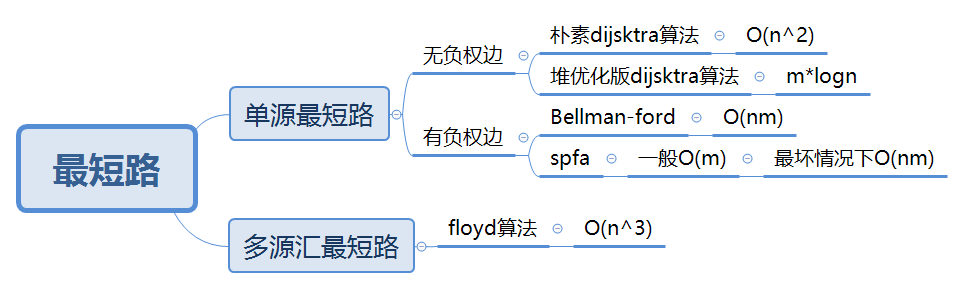 最短路
单源最短路
无负权边
朴素dijsktra算法
O(n^2)
堆优化版dijsktra算法
m*logn
有负权边
Bellman-ford
O(nm)
spfa
一般O(m)
最坏情况下O(nm)
多源汇最短路
floyd算法
O(n^3)